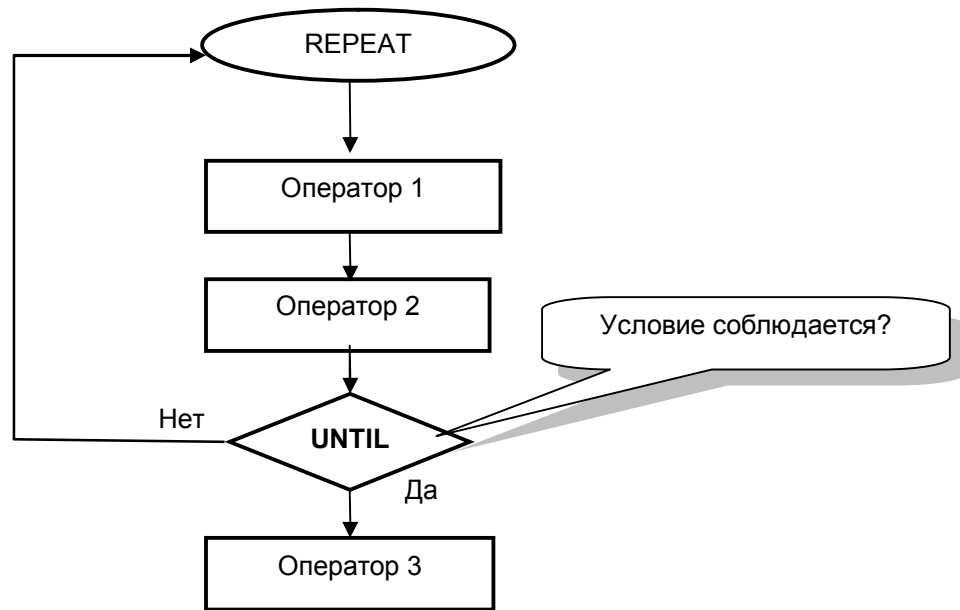 REPEAT
Оператор 1
Оператор 2
Условие соблюдается?
Нет
UNTIL
Да
Оператор 3